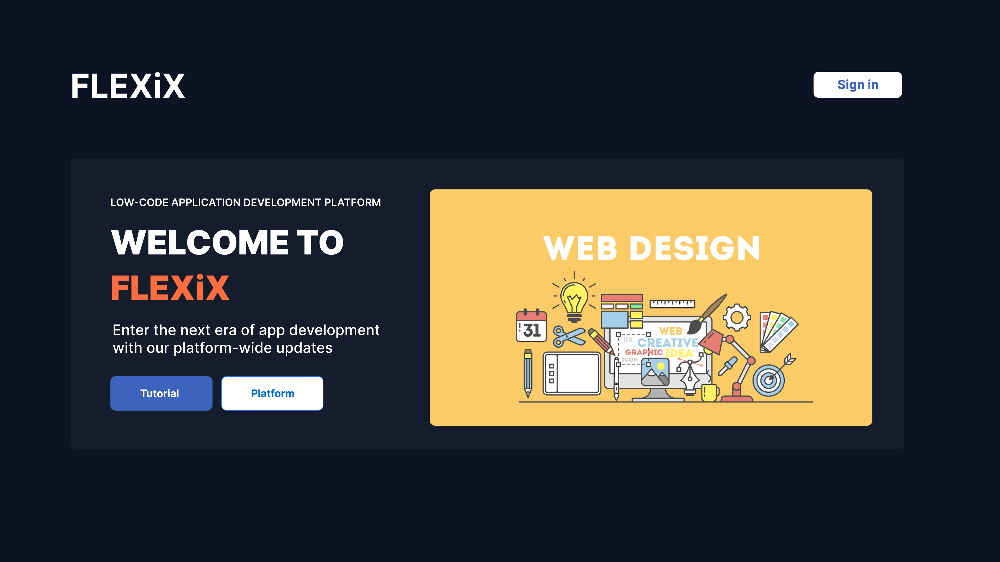 FLEXiX
Sign in
LOW-CODE APPLICATION DEVELOPMENT PLATFORM
WELCOME TO
FLEXiX
Enter the next era of app development
with our platform-wide updates
Tutorial
Platform
WEB DESIGN
31
WEB
UX
CREATIVE
GRAPHIC
IDEA
UI
ICON